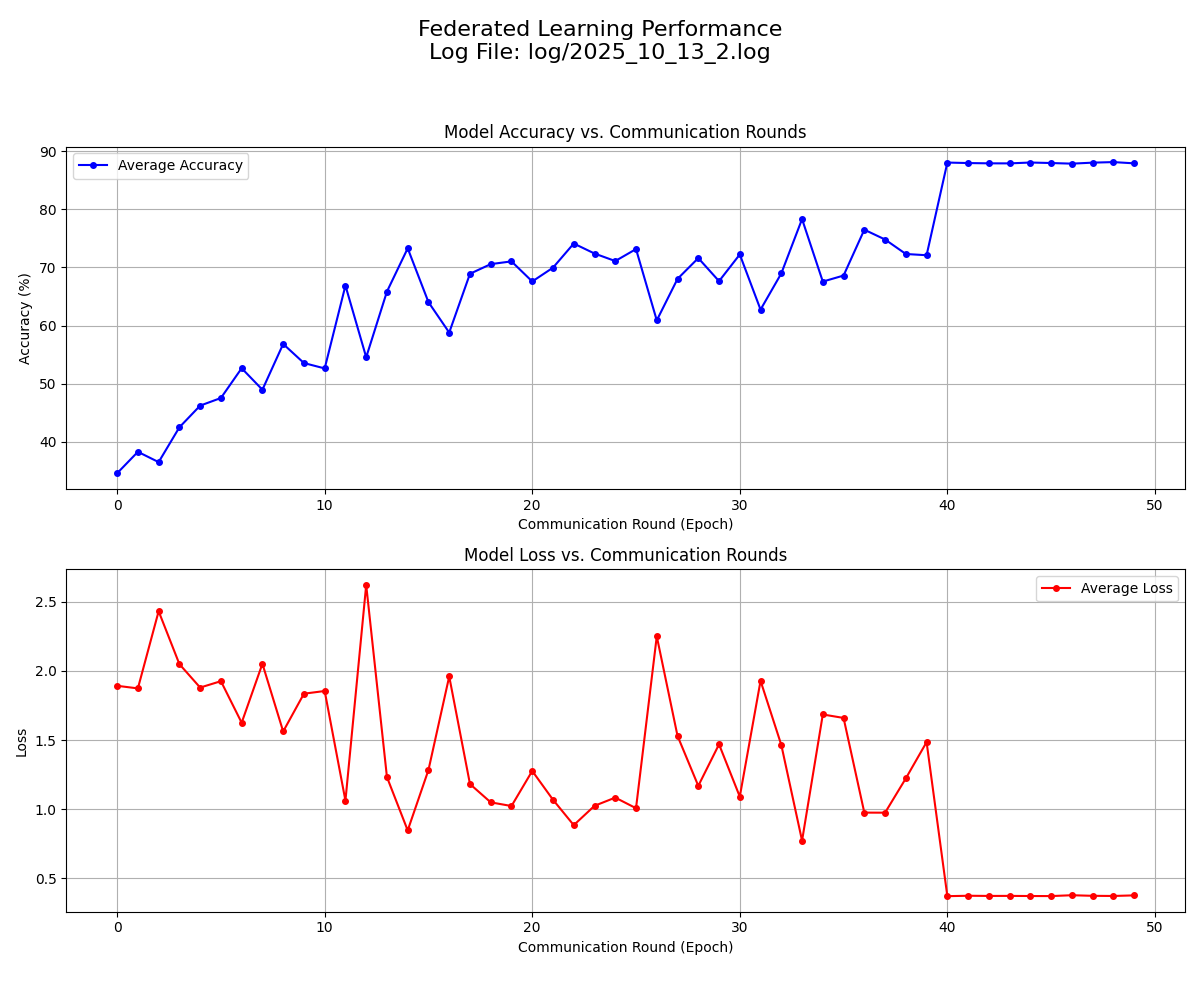 Federated Learning Performance
Log File: log/2025_10_13_2.log
Model Accuracy vs. Communication Rounds
90
80
70
60
50
40
Accuracy (%)
Average Accuracy
0 10 20 30 40 50
Communication Round (Epoch)
Model Loss vs. Communication Rounds
2.5
2.0
1.5
1.0
0.5
Loss
Average Loss
0 10 20 30 40 50
Communication Round (Epoch)